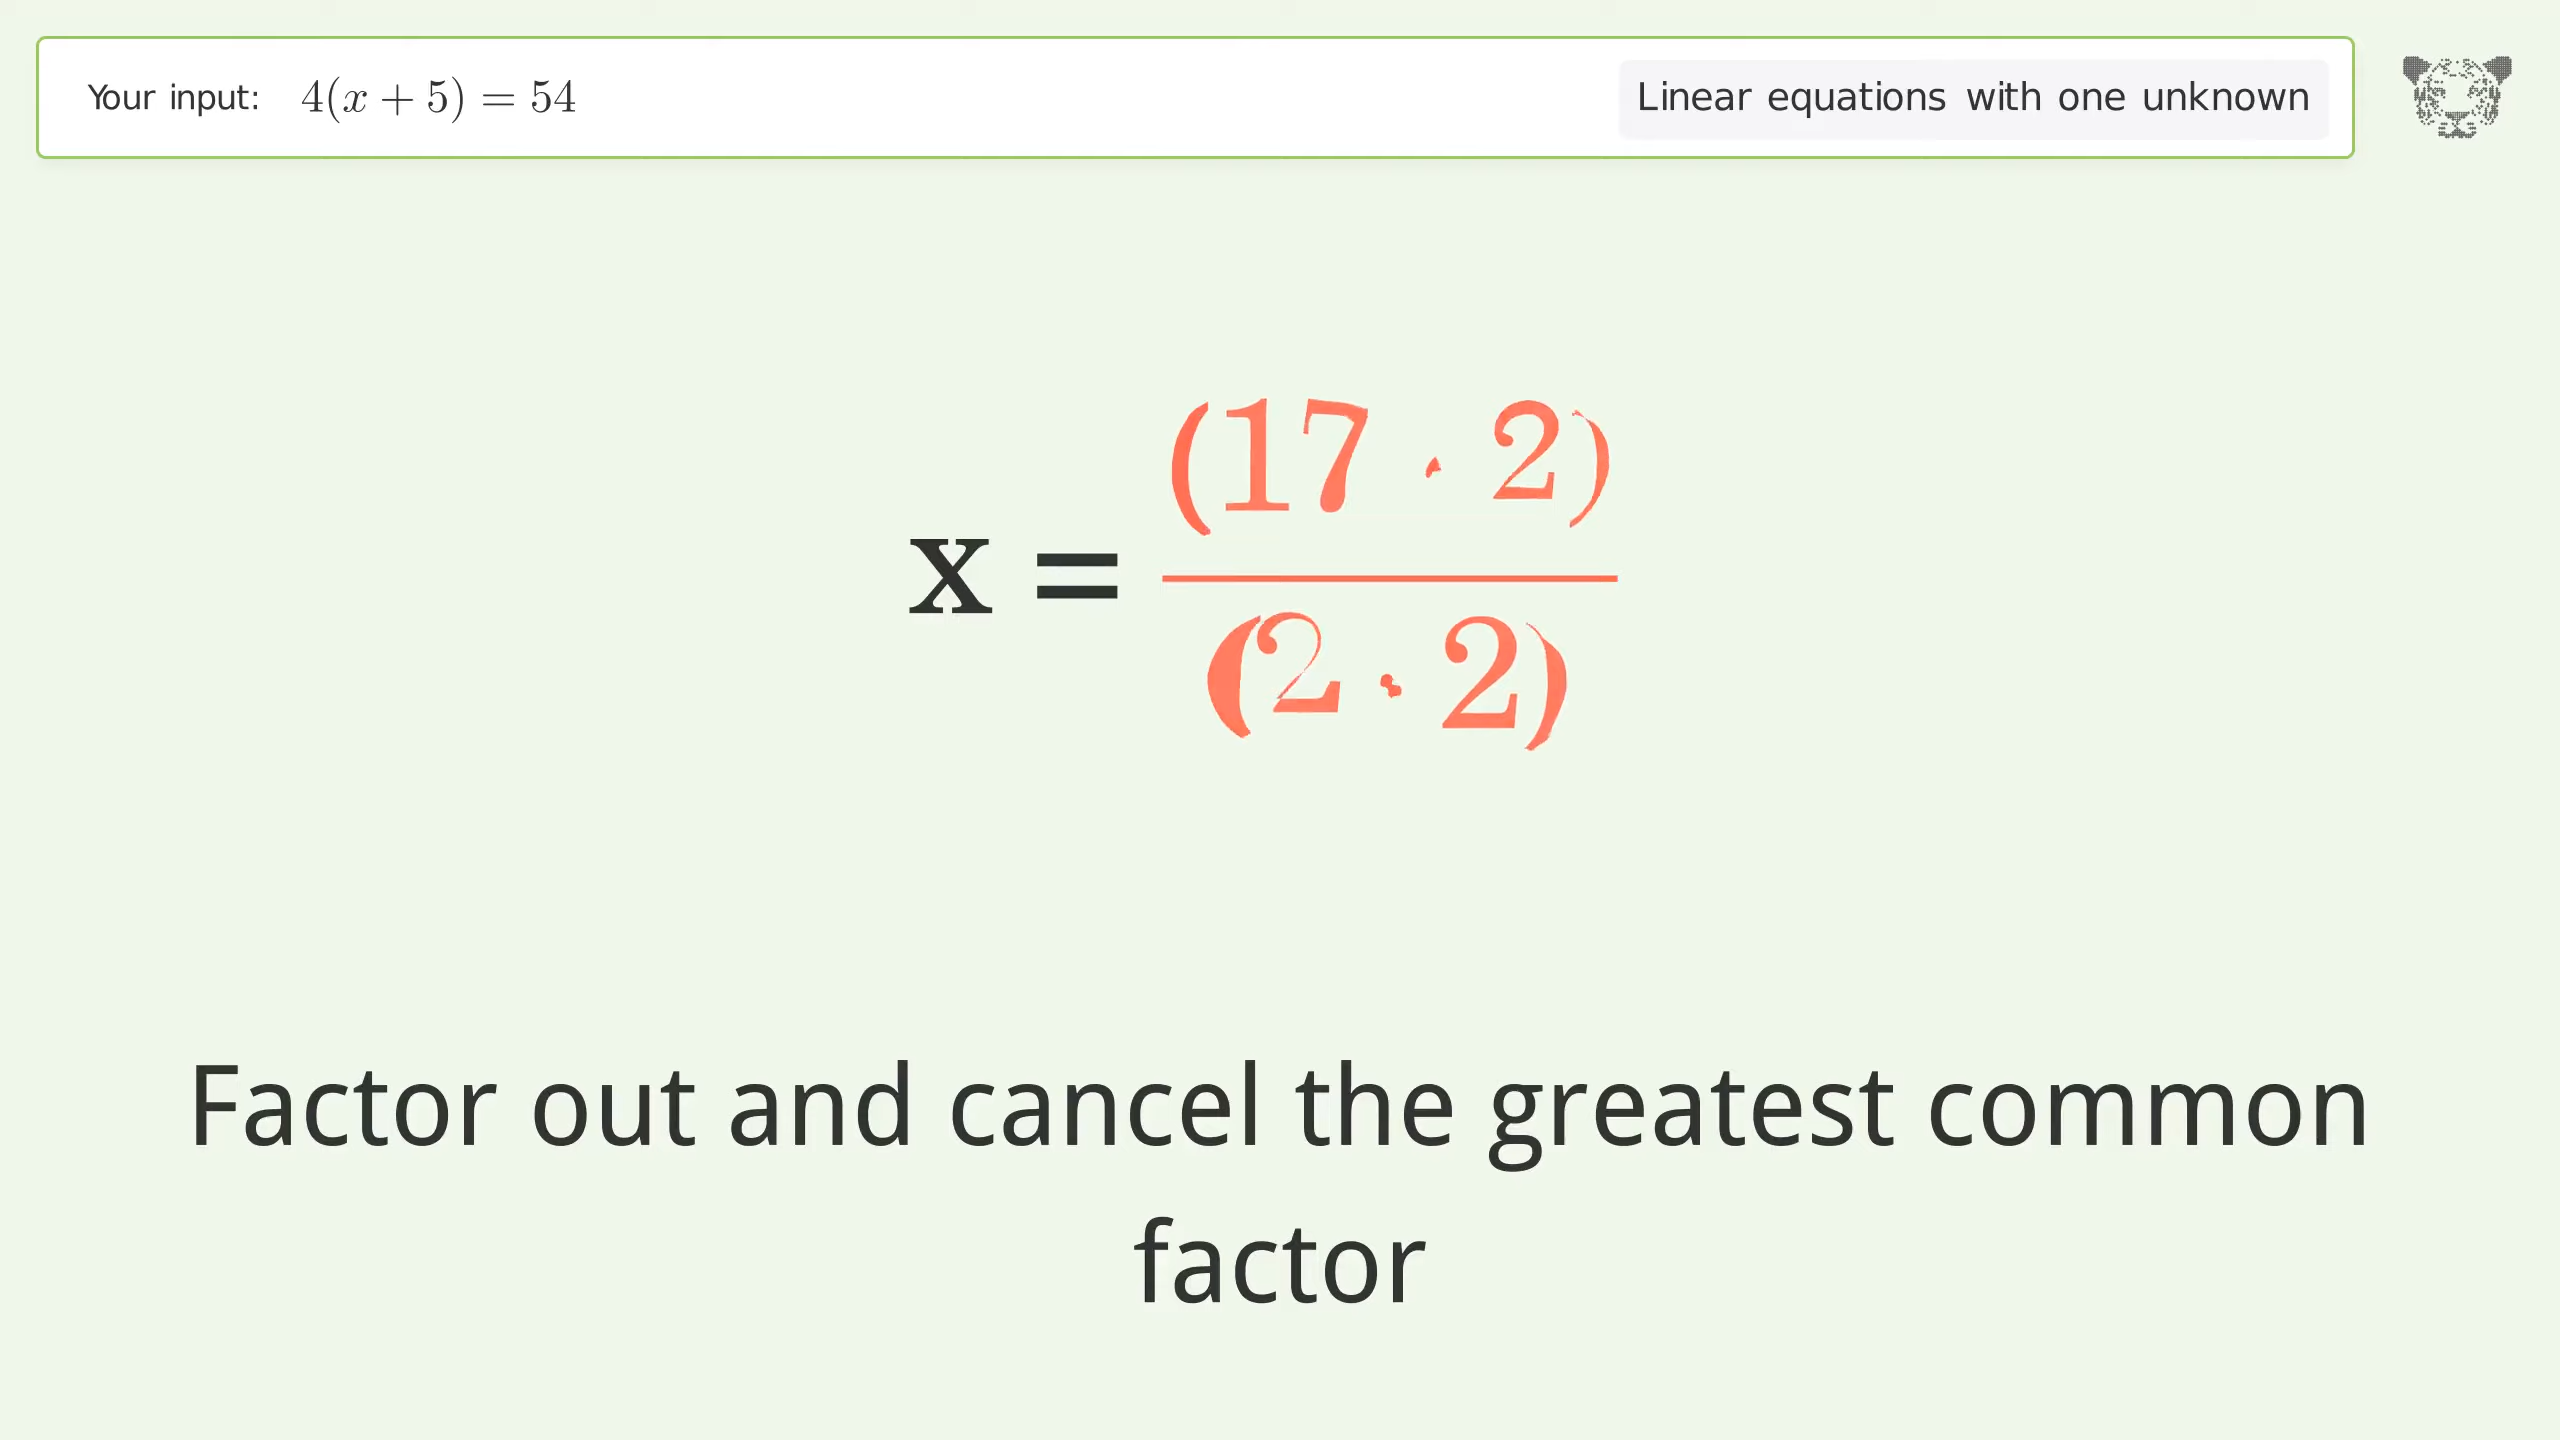 Your input: 4(x + 5) = 54
Linear equations with one unknown
x = (17 · 2) / (2 · 2)
Factor out and cancel the greatest common
factor